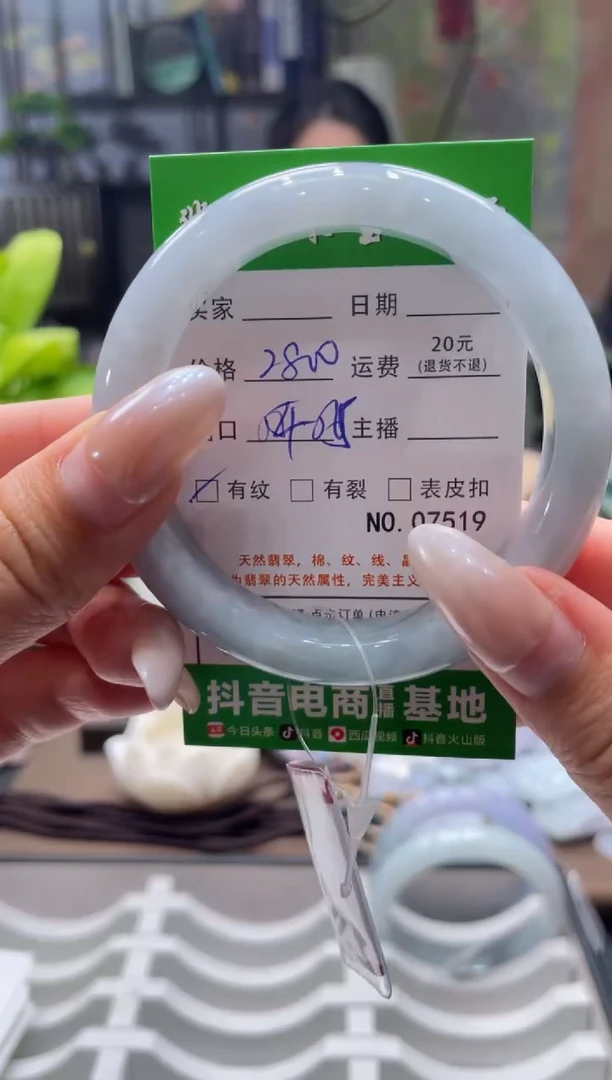 买家 日期
价格 2800 运费 20元
(退货不退)
口 主播
有纹 有裂 表皮扣
NO.07519
天然翡翠，棉、纹、线、晶
为翡翠的天然属性，完美主义
抖音电商直播基地
今日头条 抖音 西瓜视频 抖音火山版